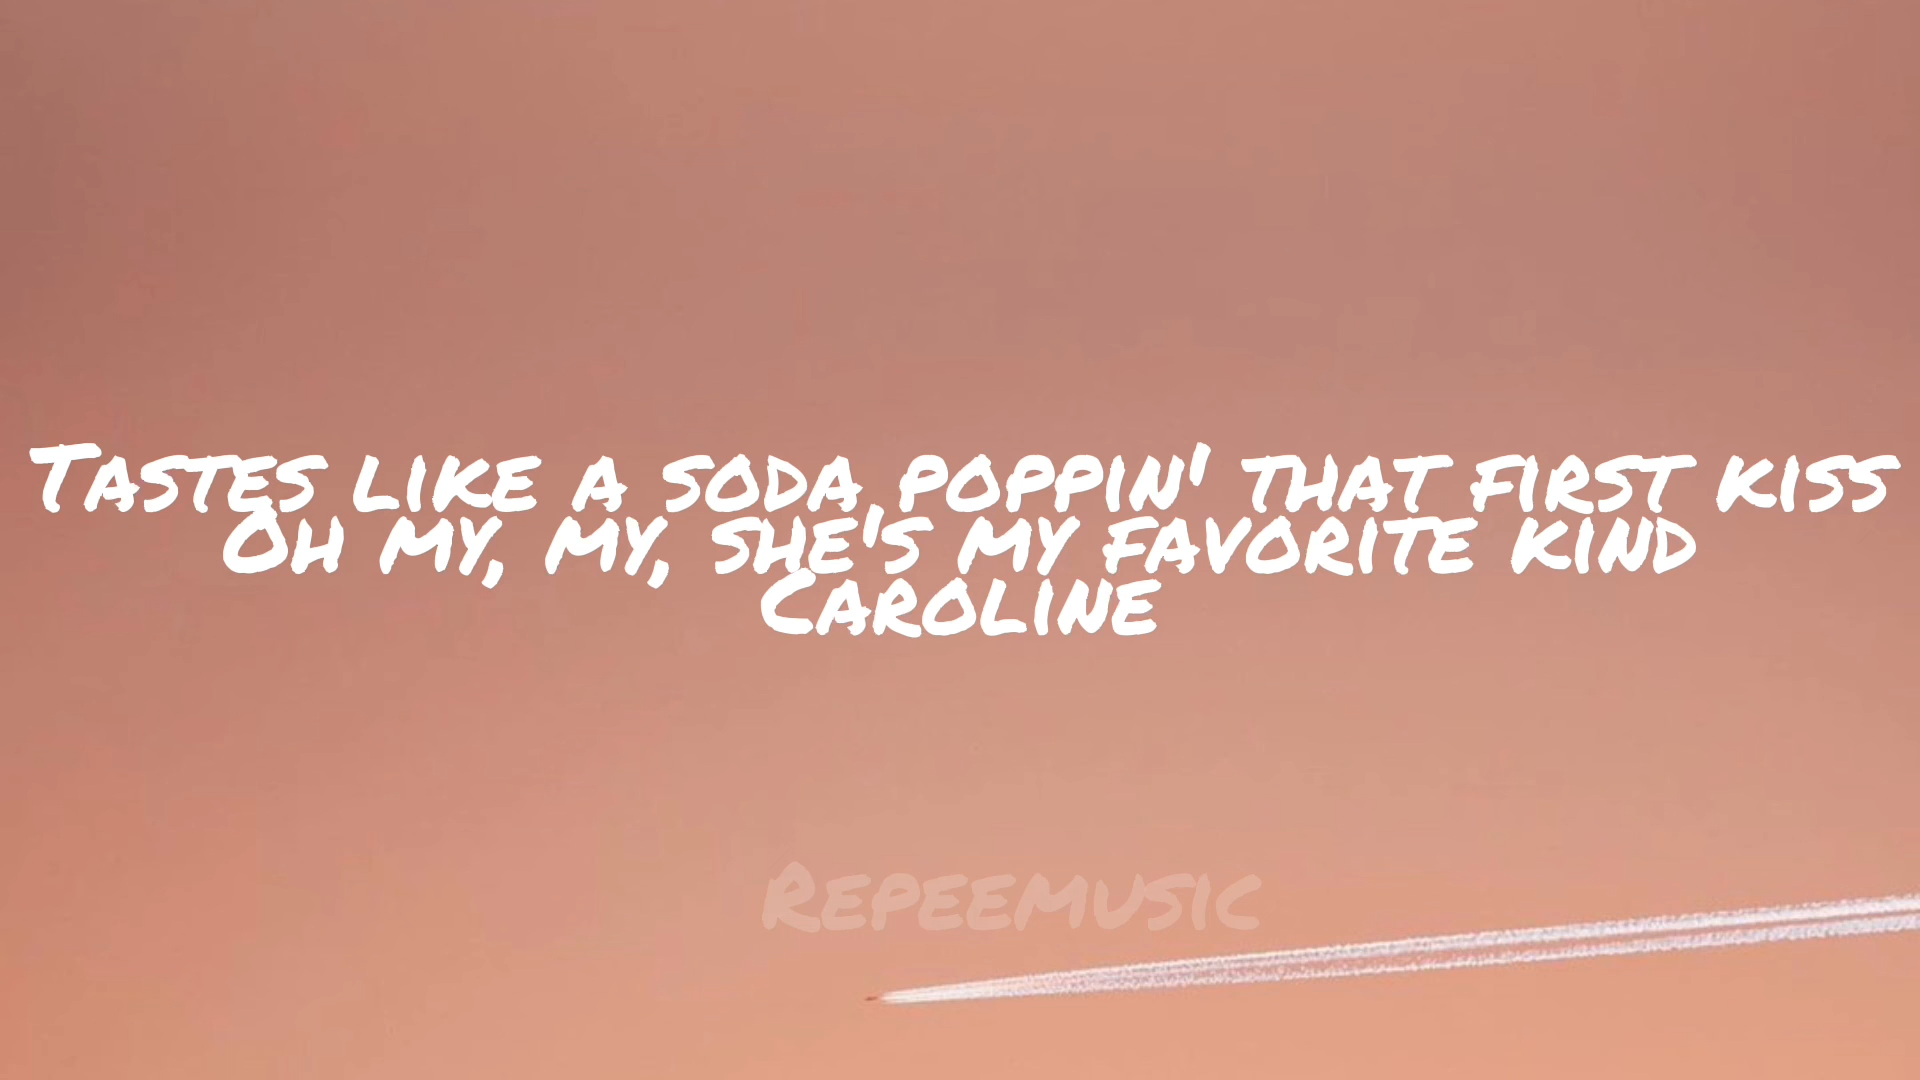 Tastes like a soda poppin' that first kiss
Oh my, my, she's my favorite kind
Caroline
Repeemusic